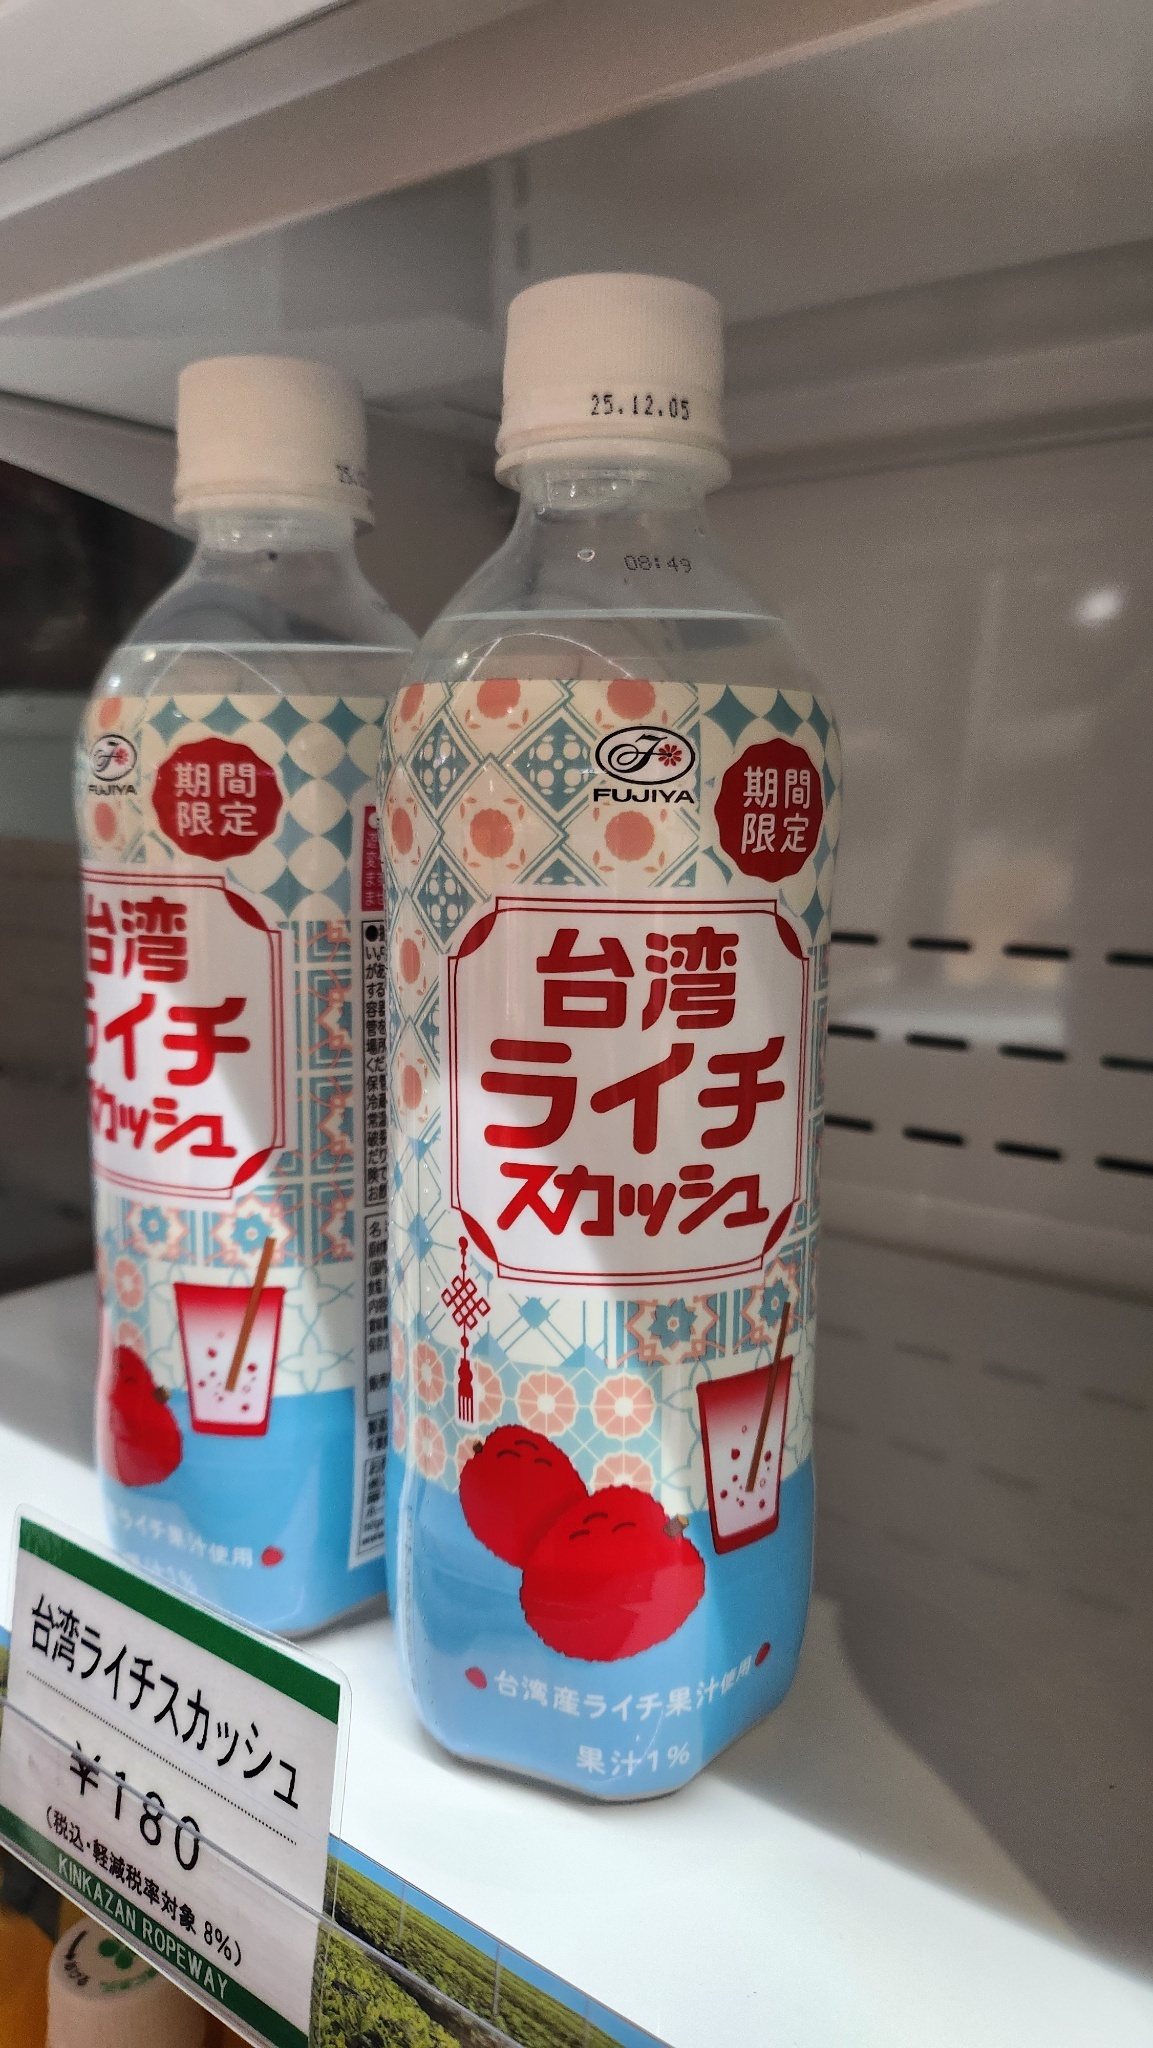 25.12.05
08:49
FUJIYA
期間
限定
台湾
ライチ
スカッシュ
台湾産ライチ果汁使用
果汁1%
FUJIYA
期間
限定
台湾
ライチ
スカッシュ
ライチ果汁使用
果汁1%
台湾ライチスカッシュ
¥180
(税込・軽減税率対象 8%)
KINKAZAN ROPEWAY